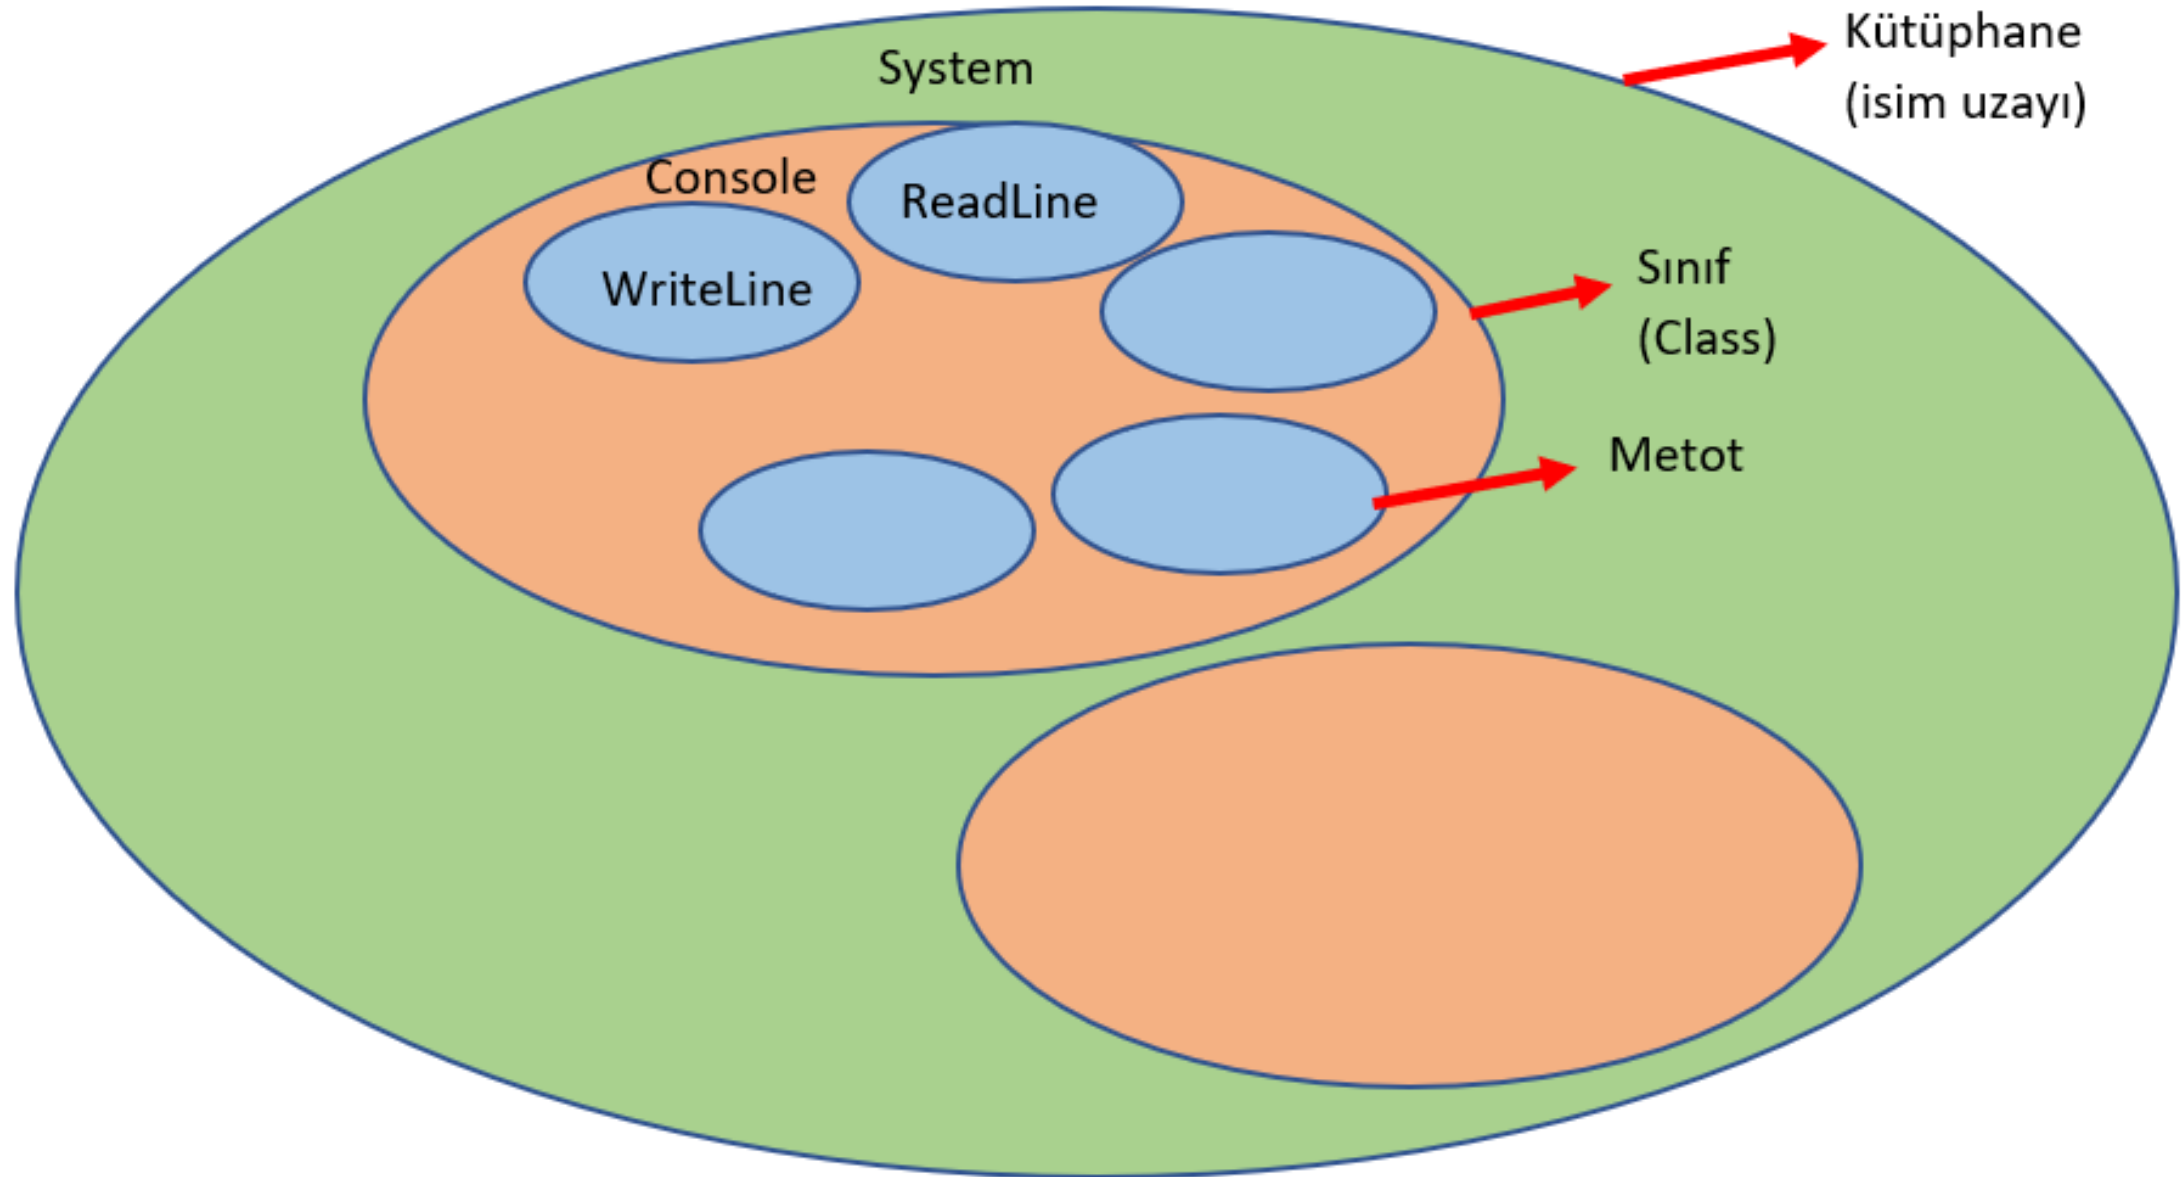 System
Kütüphane
(isim uzayı)
Console
ReadLine
WriteLine
Sınıf
(Class)
Metot